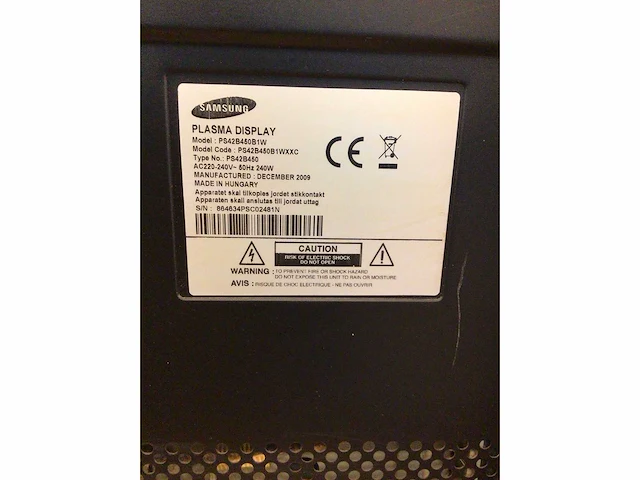 SAMSUNG
PLASMA DISPLAY
Model : PS42B450B1W
Model Code : PS42B450B1WXXC
Type No.: PS42B450
AC220-240V~ 50Hz 240W
MANUFACTURED : DECEMBER 2009
MADE IN HUNGARY
Apparatet skal tilkoples jordet stikkontakt
Apparaten skall anslutas till jordat uttag
S/N : 864634PSC02481N
CE
CAUTION
RISK OF ELECTRIC SHOCK
DO NOT OPEN
WARNING : TO PREVENT FIRE OR SHOCK HAZARD
DO NOT EXPOSE THIS UNIT TO RAIN OR MOISTURE
AVIS : RISQUE DE CHOC ELECTRIQUE - NE PAS OUVRIR